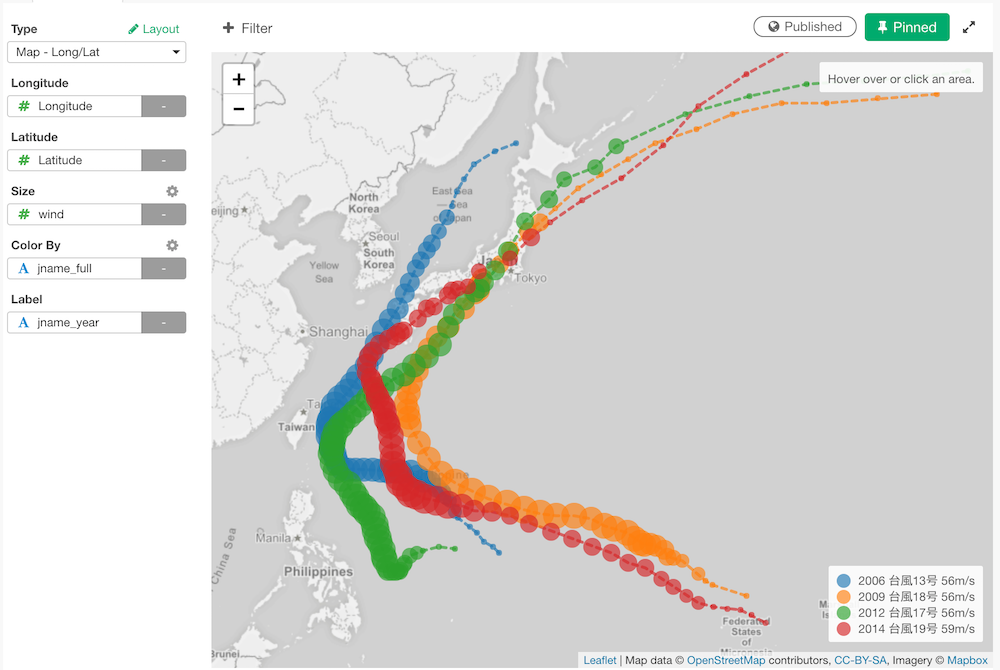 Type
Layout
Map - Long/Lat
Longitude
# Longitude
-
Latitude
# Latitude
-
Size
# wind
-
Color By
A jname_full
-
Label
A jname_year
-
+ Filter
Published
Pinned
+
−
Hover over or click an area.
eijing
North
Korea
Seoul
South
Korea
Yellow
Sea
East Sea
Sea
of Japan
Tokyo
Shanghai
Ta
Taiwan
China Sea
Manila
Philippines
Brunei
Federated
States
of
Micronesia
2006 台風13号 56m/s
2009 台風18号 56m/s
2012 台風17号 56m/s
2014 台風19号 59m/s
Leaflet | Map data © OpenStreetMap contributors, CC-BY-SA, Imagery © Mapbox